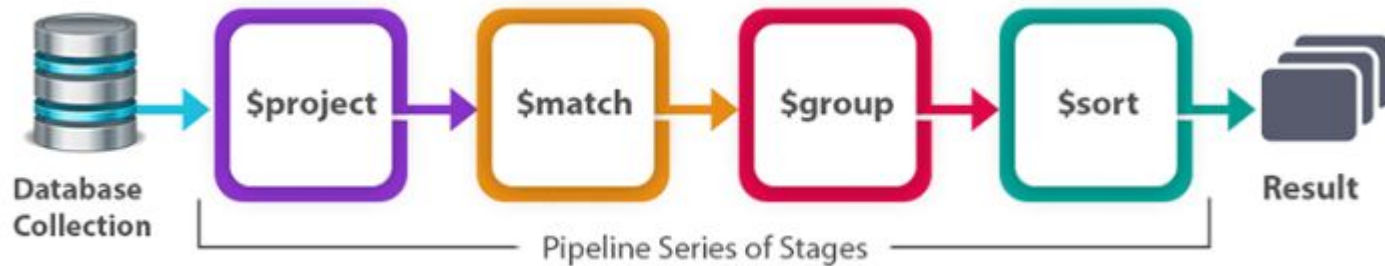 $project
$match
$group
$sort
Database
Collection
Result
Pipeline Series of Stages